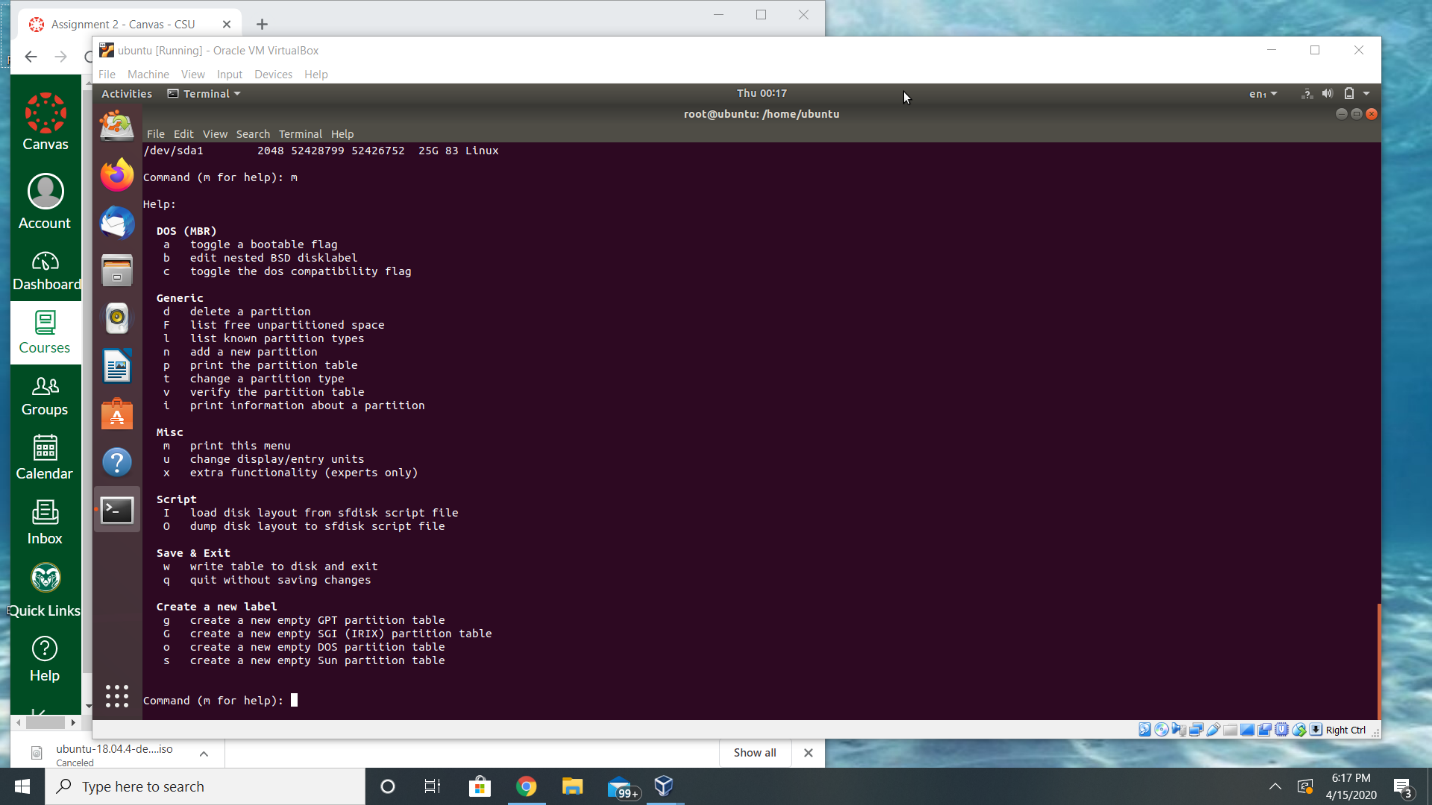 Assignment 2 - Canvas - CSU
ubuntu [Running] - Oracle VM VirtualBox
File Machine View Input Devices Help
Activities Terminal Thu 00:17 en₁
root@ubuntu: /home/ubuntu
File Edit View Search Terminal Help
/dev/sda1 2048 52428799 52426752 25G 83 Linux
Command (m for help): m
Help:
DOS (MBR)
a toggle a bootable flag
b edit nested BSD disklabel
c toggle the dos compatibility flag
Generic
d delete a partition
F list free unpartitioned space
l list known partition types
n add a new partition
p print the partition table
t change a partition type
v verify the partition table
i print information about a partition
Misc
m print this menu
u change display/entry units
x extra functionality (experts only)
Script
I load disk layout from sfdisk script file
O dump disk layout to sfdisk script file
Save & Exit
w write table to disk and exit
q quit without saving changes
Create a new label
g create a new empty GPT partition table
G create a new empty SGI (IRIX) partition table
o create a new empty DOS partition table
s create a new empty Sun partition table
Command (m for help):
Canvas
Account
Dashboard
Courses
Groups
Calendar
Inbox
Quick Links
Help
Right Ctrl
ubuntu-18.04.4-de....iso
Canceled
Show all
Type here to search
99+
6:17 PM
4/15/2020
3